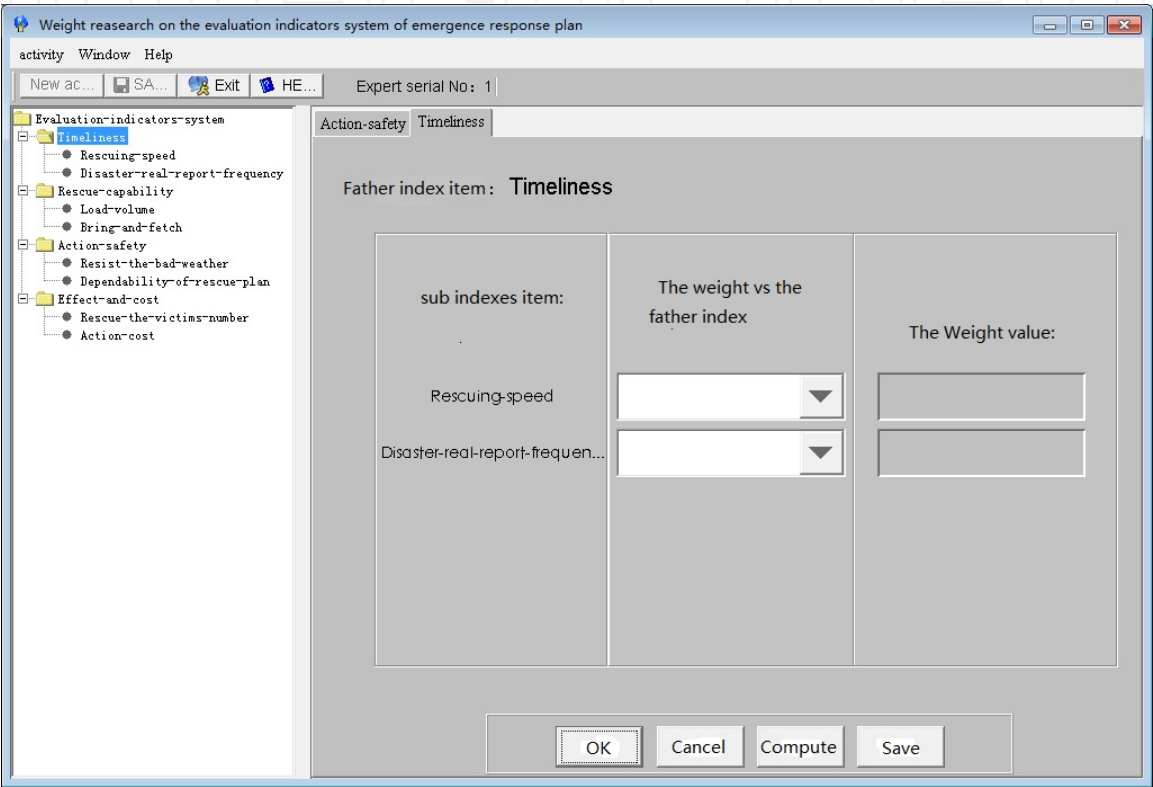 Weight reasearch on the evaluation indicators system of emergence response plan
activity Window Help
New ac... SA... Exit HE... Expert serial No: 1
Evaluation-indicators-system
Timeliness
Rescuing-speed
Disaster-real-report-frequency
Rescue-capability
Load-volume
Bring-and-fetch
Action-safety
Resist-the-bad-weather
Dependability-of-rescue-plan
Effect-and-cost
Rescue-the-victims-number
Action-cost
Action-safety Timeliness
Father index item: Timeliness
sub indexes item:
The weight vs the
father index
The Weight value:
Rescuing-speed
Disaster-real-report-frequen...
OK Cancel Compute Save